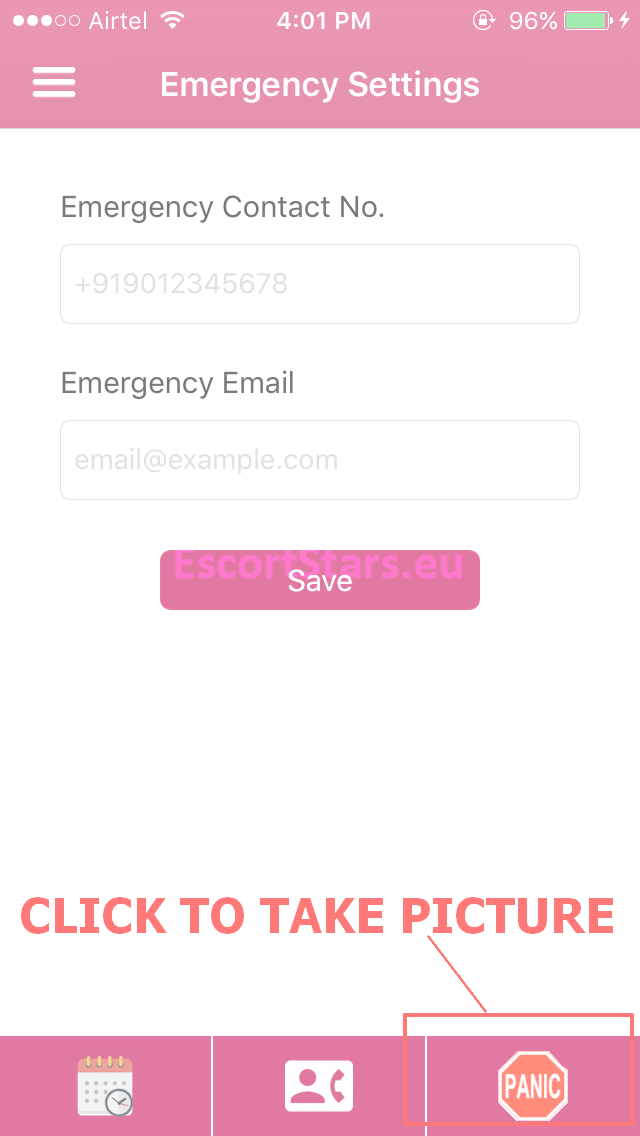 Airtel 4:01 PM 96%
Emergency Settings
Emergency Contact No.
+919012345678
Emergency Email
email@example.com
EscortStars.eu
Save
CLICK TO TAKE PICTURE
PANIC